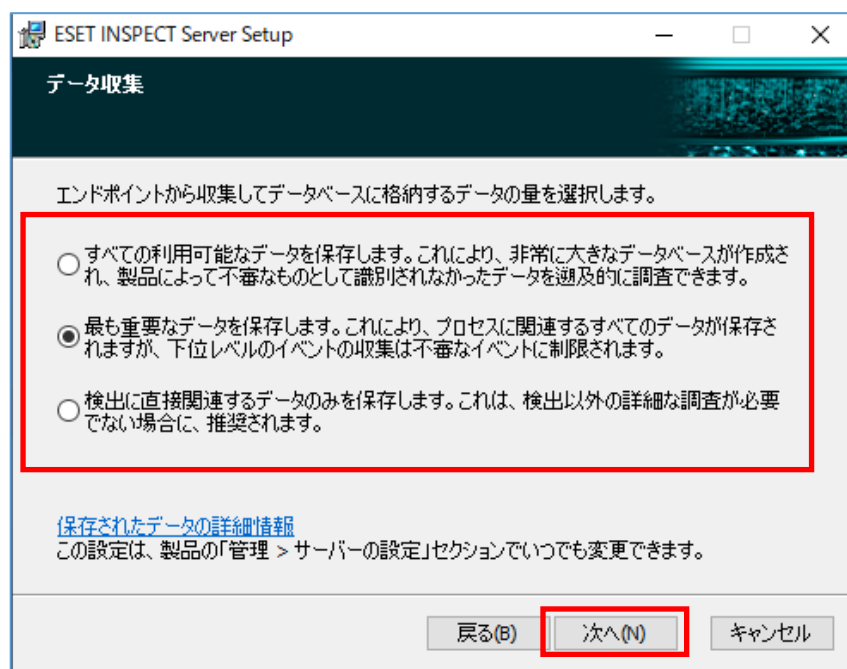 ESET INSPECT Server Setup
データ収集
エンドポイントから収集してデータベースに格納するデータの量を選択します。
すべての利用可能なデータを保存します。これにより、非常に大きなデータベースが作成さ
れ、製品によって不審なものとして識別されなかったデータを遡及的に調査できます。
最も重要なデータを保存します。これにより、プロセスに関連するすべてのデータが保存さ
れますが、下位レベルのイベントの収集は不審なイベントに制限されます。
検出に直接関連するデータのみを保存します。これは、検出以外の詳細な調査が必要
でない場合に、推奨されます。
保存されたデータの詳細情報
この設定は、製品の「管理 > サーバーの設定」セクションでいつでも変更できます。
戻る(B) 次へ(N) キャンセル